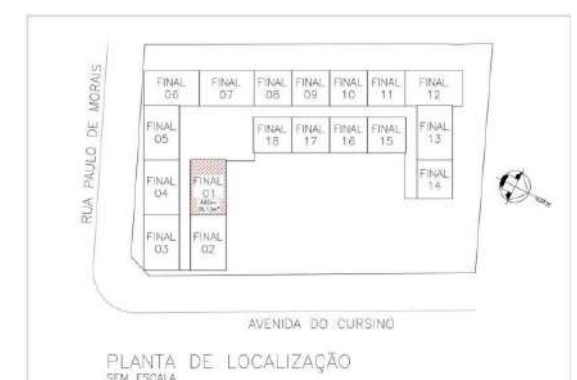 RUA PAULO DE MORAIS
FINAL 06
FINAL 07
FINAL 08
FINAL 09
FINAL 10
FINAL 11
FINAL 12
FINAL 05
FINAL 18
FINAL 17
FINAL 16
FINAL 15
FINAL 13
FINAL 04
FINAL 01
FINAL 14
FINAL 03
FINAL 02
NORTE
AVENIDA DO CURSINO
PLANTA DE LOCALIZAÇÃO
SEM ESCALA